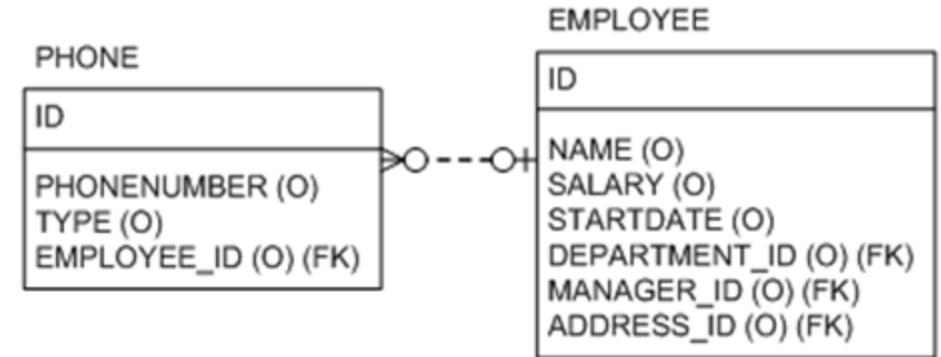 PHONE
ID
PHONENUMBER (O)
TYPE (O)
EMPLOYEE_ID (O) (FK)
EMPLOYEE
ID
NAME (O)
SALARY (O)
STARTDATE (O)
DEPARTMENT_ID (O) (FK)
MANAGER_ID (O) (FK)
ADDRESS_ID (O) (FK)